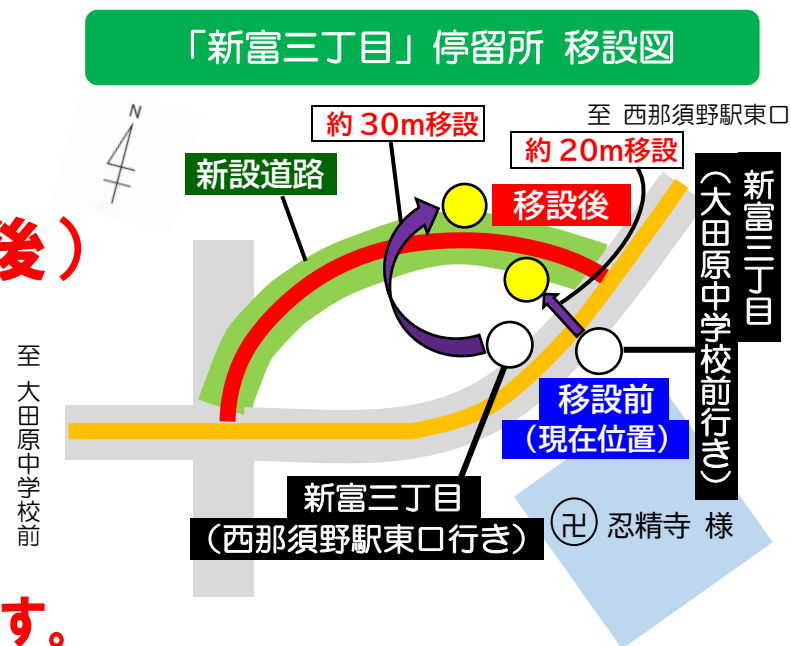 「新富三丁目」停留所 移設図
N
約30m移設
至 西那須野駅東口
約20m移設
新設道路
移設後
新富三丁目
（大田原中学校前行き）
後）
至 大田原中学校前
移設前
（現在位置）
新富三丁目
（西那須野駅東口行き）
卍 忍精寺 様
す。